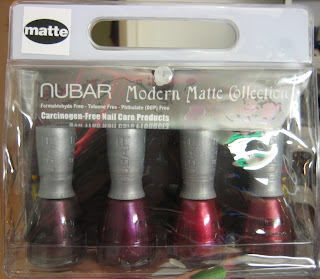 matte
NUBAR Modern Matte Collection
Formaldehyde Free - Toluene Free - Phthalate (DBP) Free
Carcinogen-Free Nail Care Products